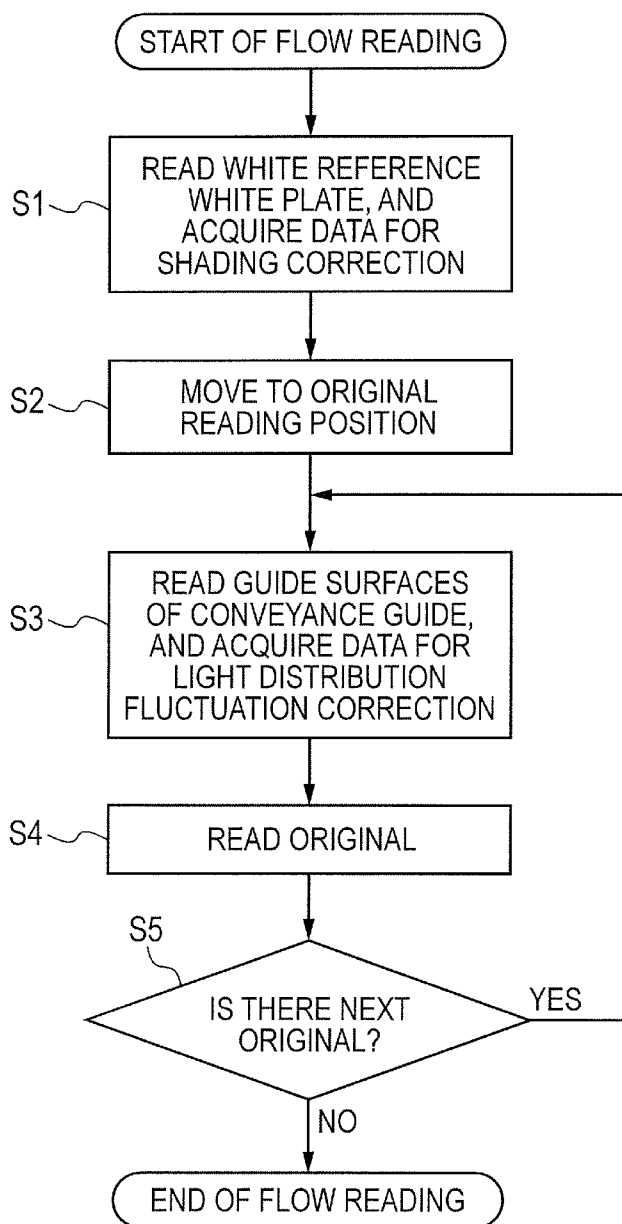 START OF FLOW READING
S1
READ WHITE REFERENCE
WHITE PLATE, AND
ACQUIRE DATA FOR
SHADING CORRECTION
S2
MOVE TO ORIGINAL
READING POSITION
S3
READ GUIDE SURFACES
OF CONVEYANCE GUIDE,
AND ACQUIRE DATA FOR
LIGHT DISTRIBUTION
FLUCTUATION CORRECTION
S4
READ ORIGINAL
S5
IS THERE NEXT
ORIGINAL?
YES
NO
END OF FLOW READING